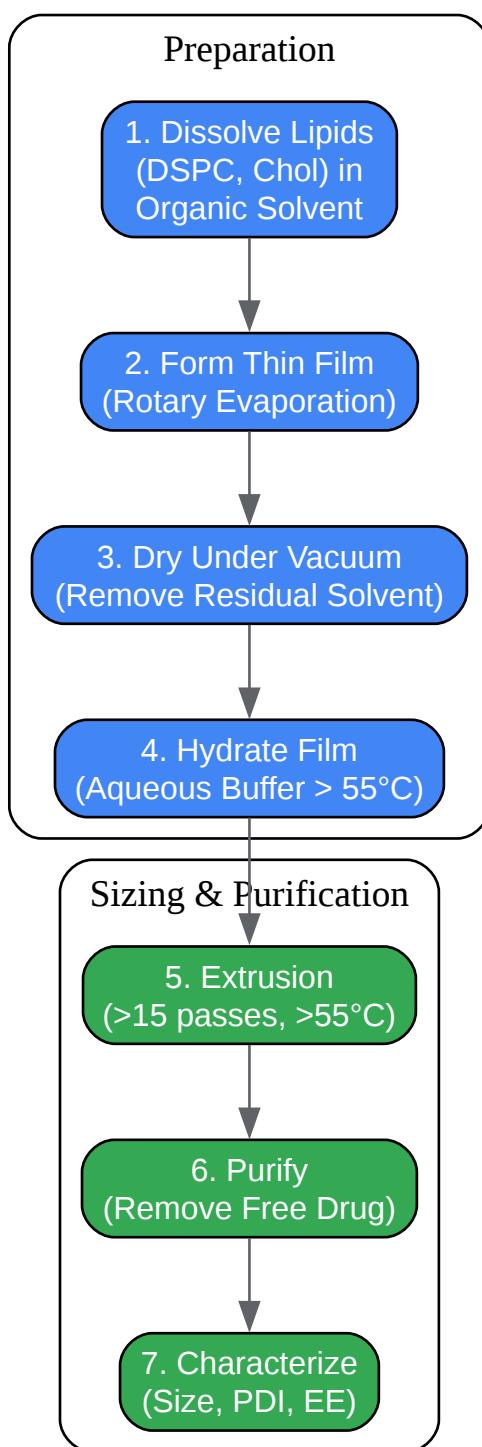 Preparation
1. Dissolve Lipids
(DSPC, Chol) in
Organic Solvent
2. Form Thin Film
(Rotary Evaporation)
3. Dry Under Vacuum
(Remove Residual Solvent)
4. Hydrate Film
(Aqueous Buffer > 55°C)
Sizing & Purification
5. Extrusion
(>15 passes, >55°C)
6. Purify
(Remove Free Drug)
7. Characterize
(Size, PDI, EE)